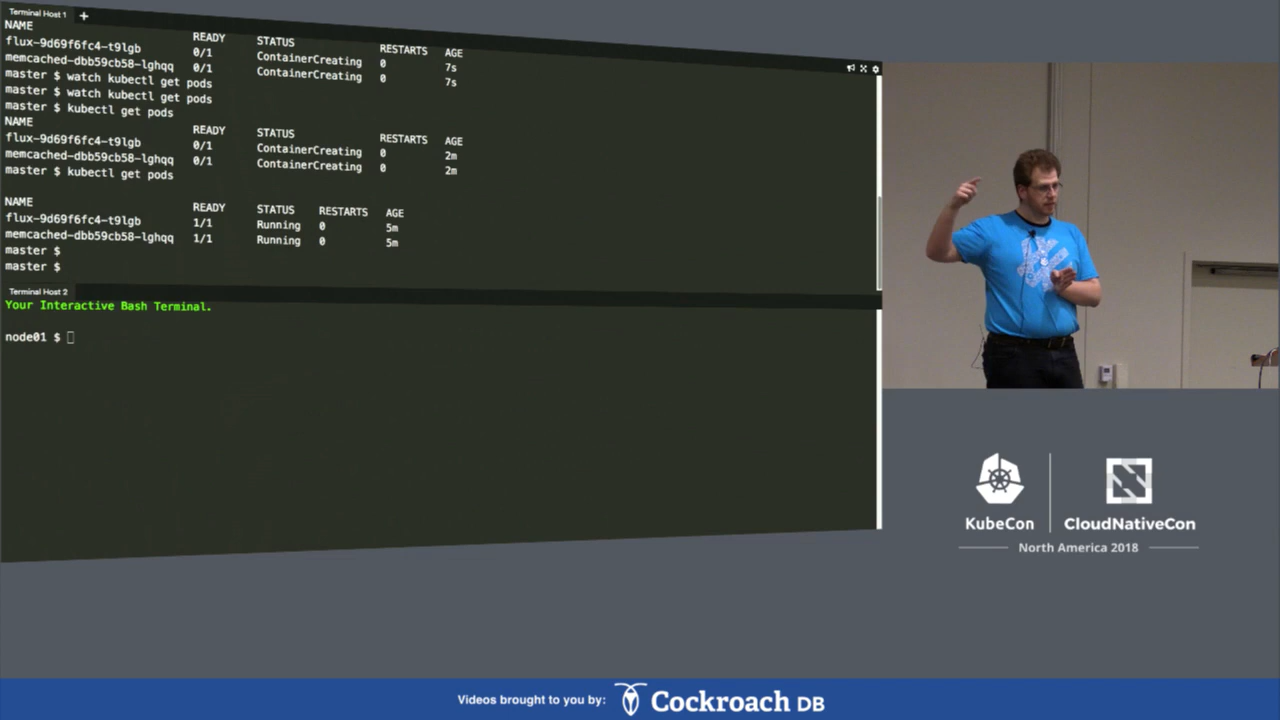 Terminal Host 1 +
NAME READY STATUS RESTARTS AGE
flux-9d69f6fc4-t9lgb 0/1 ContainerCreating 0 7s
memcached-dbb59cb58-lghqq 0/1 ContainerCreating 0 7s
master $ watch kubectl get pods
master $ watch kubectl get pods
master $ kubectl get pods
NAME READY STATUS RESTARTS AGE
flux-9d69f6fc4-t9lgb 0/1 ContainerCreating 0 2m
memcached-dbb59cb58-lghqq 0/1 ContainerCreating 0 2m
master $ kubectl get pods
NAME READY STATUS RESTARTS AGE
flux-9d69f6fc4-t9lgb 1/1 Running 0 5m
memcached-dbb59cb58-lghqq 1/1 Running 0 5m
master $
master $
Terminal Host 2
Your Interactive Bash Terminal.
node01 $
KubeCon
CloudNativeCon
North America 2018
Videos brought to you by: Cockroach DB